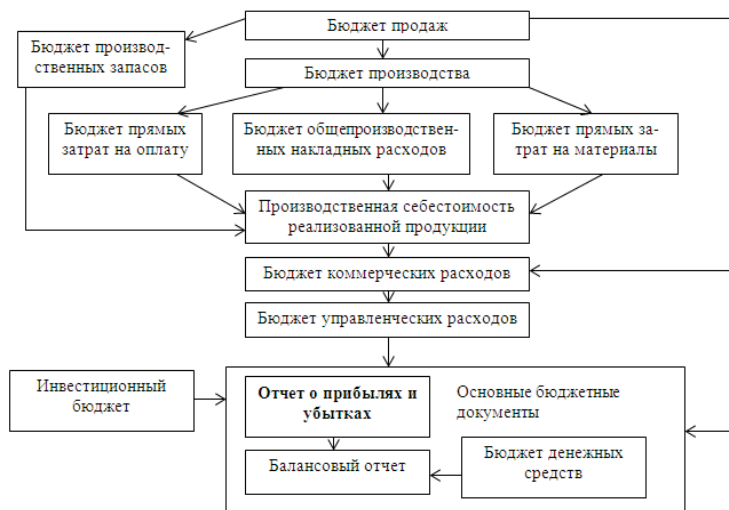 Бюджет продаж
Бюджет производ-
ственных запасов
Бюджет производства
Бюджет прямых
затрат на оплату
Бюджет общепроизводствен-
ных накладных расходов
Бюджет прямых за-
трат на материалы
Производственная себестоимость
реализованной продукции
Бюджет коммерческих расходов
Бюджет управленческих расходов
Инвестиционный
бюджет
Отчет о прибылях и
убытках
Основные бюджетные
документы
Балансовый отчет
Бюджет денежных
средств